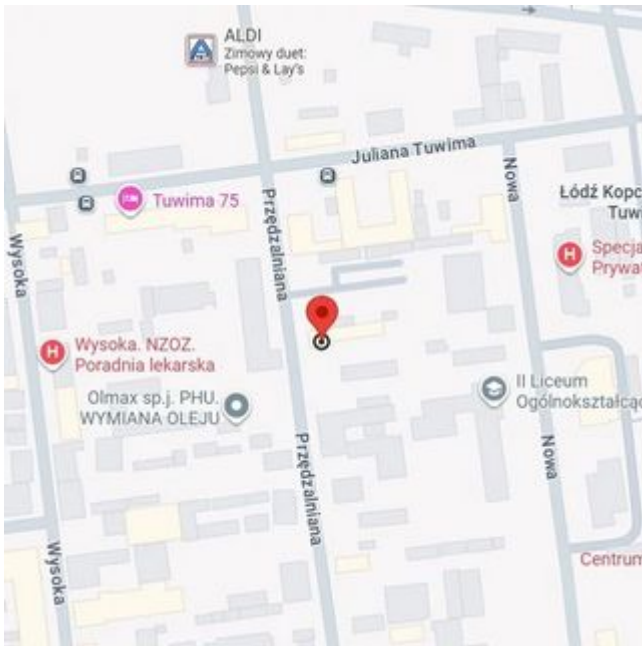 ALDI
Zimowy duet:
Pepsi & Lay's
Juliana Tuwima
Nowa
Łódź Kopc
Tuw
Tuwima 75
Przędzalniana
Specja
Prywat
Wysoka
Wysoka. NZOZ.
Poradnia lekarska
Olmax sp.j. PHU.
WYMIANA OLEJU
II Liceum
Ogólnokształcąc
Przędzalniana
Nowa
Wysoka
Centrum